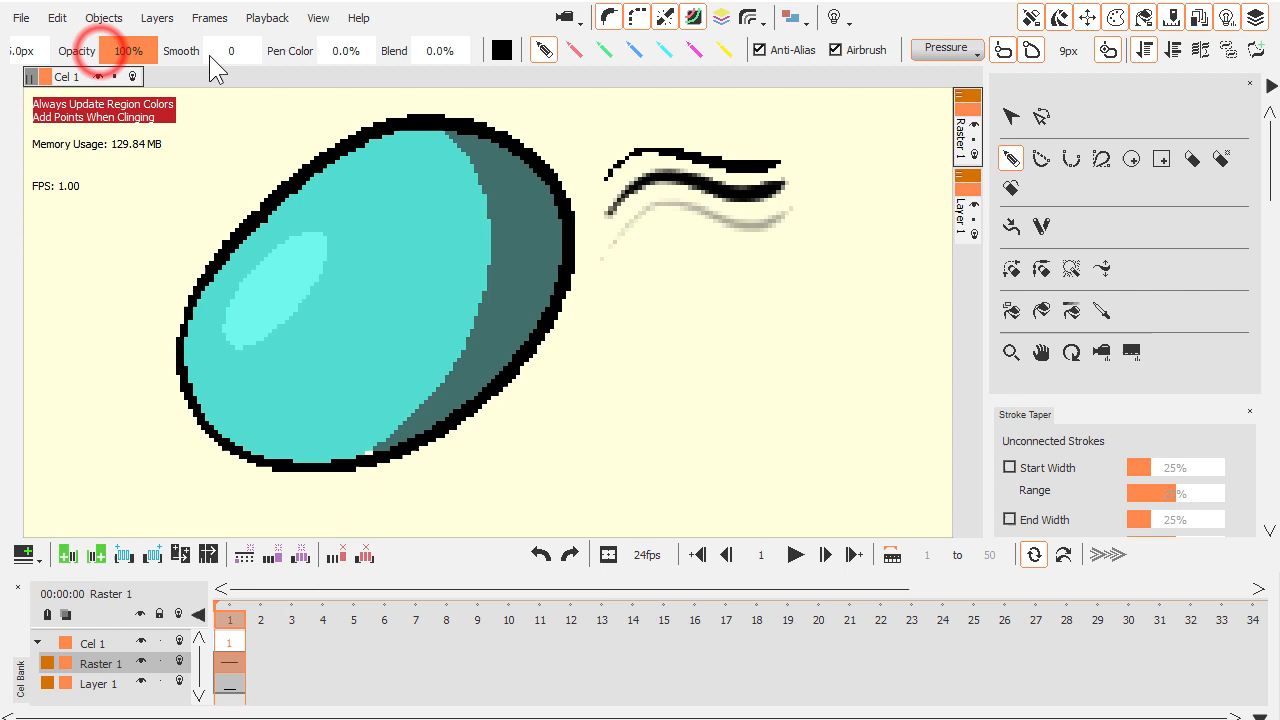 File Edit Objects Layers Frames Playback View Help
.0px Opacity 100% Smooth 0 Pen Color 0.0% Blend 0.0% Anti-Alias Airbrush Pressure 9px
Cel 1
Always Update Region Colors
Add Points When Clinging
Memory Usage: 129.84 MB
FPS: 1.00
Raster 1
Layer 1
Stroke Taper
Unconnected Strokes
Start Width 25%
Range
End Width 25%
24fps 1 1 to 50
00:00:00 Raster 1
1 2 3 4 5 6 7 8 9 10 11 12 13 14 15 16 17 18 19 20 21 22 23 24 25 26 27 28 29 30 31 32 33 34
Cel 1 1
Raster 1
Layer 1
Cel Bank